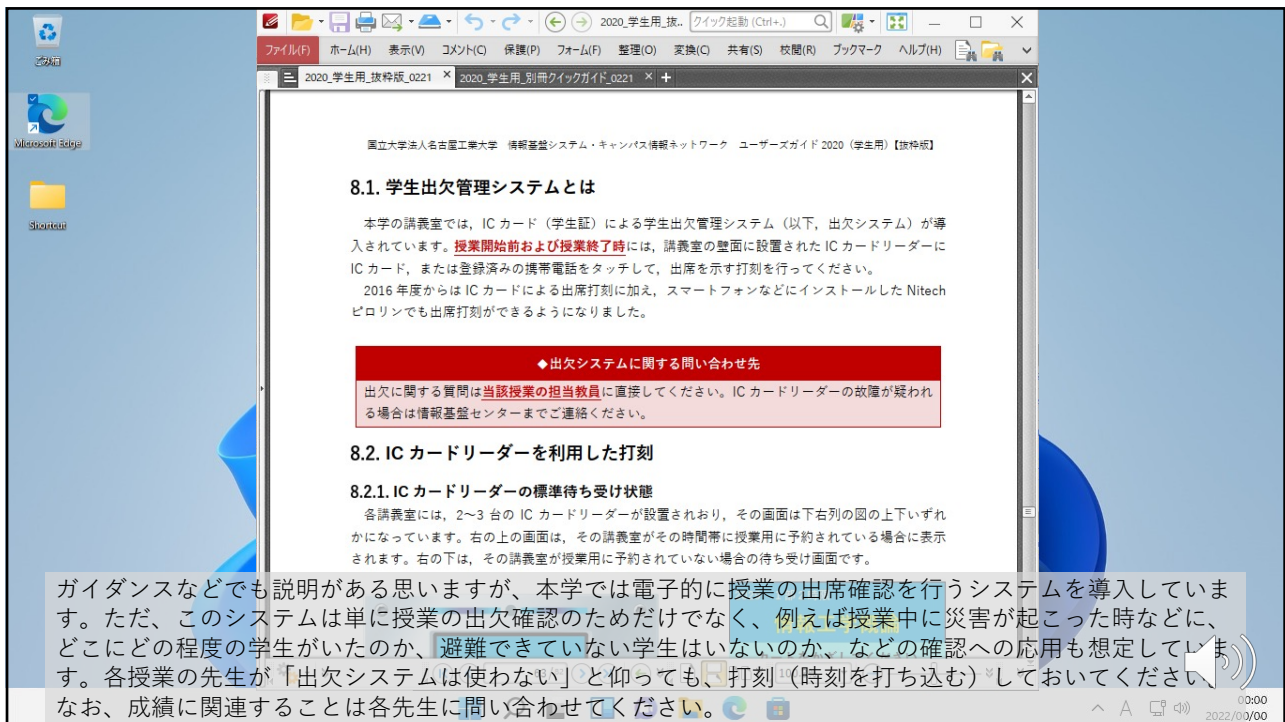 ごみ箱
Microsoft Edge
Shortcut
2020_学生用_抜..
クイック起動 (Ctrl+.)
ファイル(F) ホーム(H) 表示(V) コメント(C) 保護(P) フォーム(F) 整理(O) 変換(C) 共有(S) 校閲(R) ブックマーク ヘルプ(H)
2020_学生用_抜粋版_0221 × 2020_学生用_別冊クイックガイド_0221 × +
国立大学法人名古屋工業大学 情報基盤システム・キャンパス情報ネットワーク ユーザーズガイド 2020（学生用）【抜粋版】
8.1. 学生出欠管理システムとは
本学の講義室では，IC カード（学生証）による学生出欠管理システム（以下，出欠システム）が導
入されています。授業開始前および授業終了時には，講義室の壁面に設置された IC カードリーダーに
IC カード，または登録済みの携帯電話をタッチして，出席を示す打刻を行ってください。
2016 年度からは IC カードによる出席打刻に加え，スマートフォンなどにインストールした Nitech
ピロリンでも出席打刻ができるようになりました。
◆出欠システムに関する問い合わせ先
出欠に関する質問は当該授業の担当教員に直接してください。IC カードリーダーの故障が疑われ
る場合は情報基盤センターまでご連絡ください。
8.2. IC カードリーダーを利用した打刻
8.2.1. IC カードリーダーの標準待ち受け状態
各講義室には，2～3 台の IC カードリーダーが設置されおり，その画面は下右列の図の上下いずれ
かになっています。右の上の画面は，その講義室がその時間帯に授業用に予約されている場合に表示
されます。右の下は，その講義室が授業用に予約されていない場合の待ち受け画面です。
ガイダンスなどでも説明がある思いますが、本学では電子的に授業の出席確認を行うシステムを導入していま
す。ただ、このシステムは単に授業の出欠確認のためだけでなく、例えば授業中に災害が起こった時などに、
どこにどの程度の学生がいたのか、避難できていない学生はいないのか、などの確認への応用も想定していま
す。各授業の先生が「出欠システムは使わない」と仰っても、打刻（時刻を打ち込む）しておいてください。
なお、成績に関連することは各先生に問い合わせてください。
A
00:00
2022/00/00